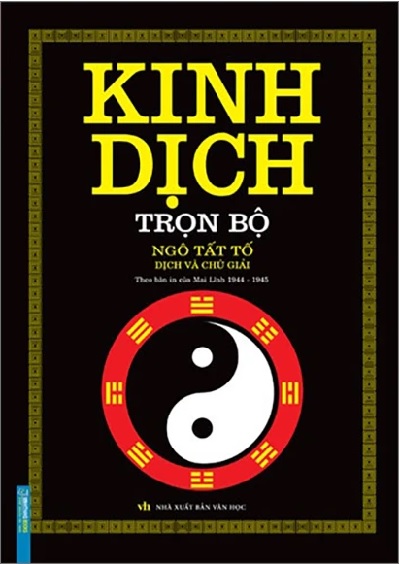 KINH
DỊCH
TRỌN BỘ
NGÔ TẤT TỐ
DỊCH VÀ CHÚ GIẢI
Theo bản in của Mai Lĩnh 1944 - 1945
vh NHÀ XUẤT BẢN VĂN HỌC